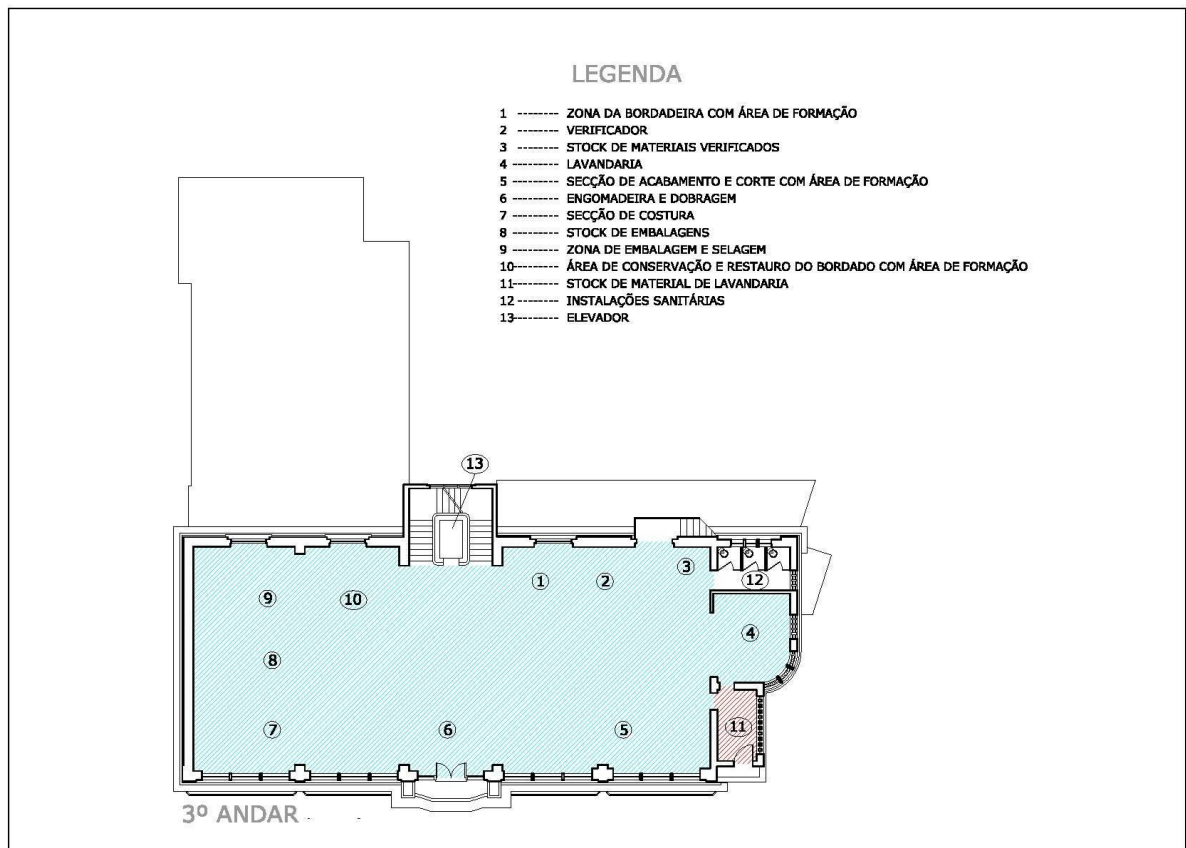 LEGENDA
1 -------- ZONA DA BORDADEIRA COM ÁREA DE FORMAÇÃO
2 -------- VERIFICADOR
3 -------- STOCK DE MATERIAIS VERIFICADOS
4 --------- LAVANDARIA
5 --------- SECÇÃO DE ACABAMENTO E CORTE COM ÁREA DE FORMAÇÃO
6 --------- ENGOMADEIRA E DOBRAGEM
7 --------- SECÇÃO DE COSTURA
8 --------- STOCK DE EMBALAGENS
9 --------- ZONA DE EMBALAGEM E SELAGEM
10--------- ÁREA DE CONSERVAÇÃO E RESTAURO DO BORDADO COM ÁREA DE FORMAÇÃO
11--------- STOCK DE MATERIAL DE LAVANDARIA
12 -------- INSTALAÇÕES SANITÁRIAS
13--------- ELEVADOR
13
3
1
2
12
9
10
4
8
7
6
5
11
3º ANDAR